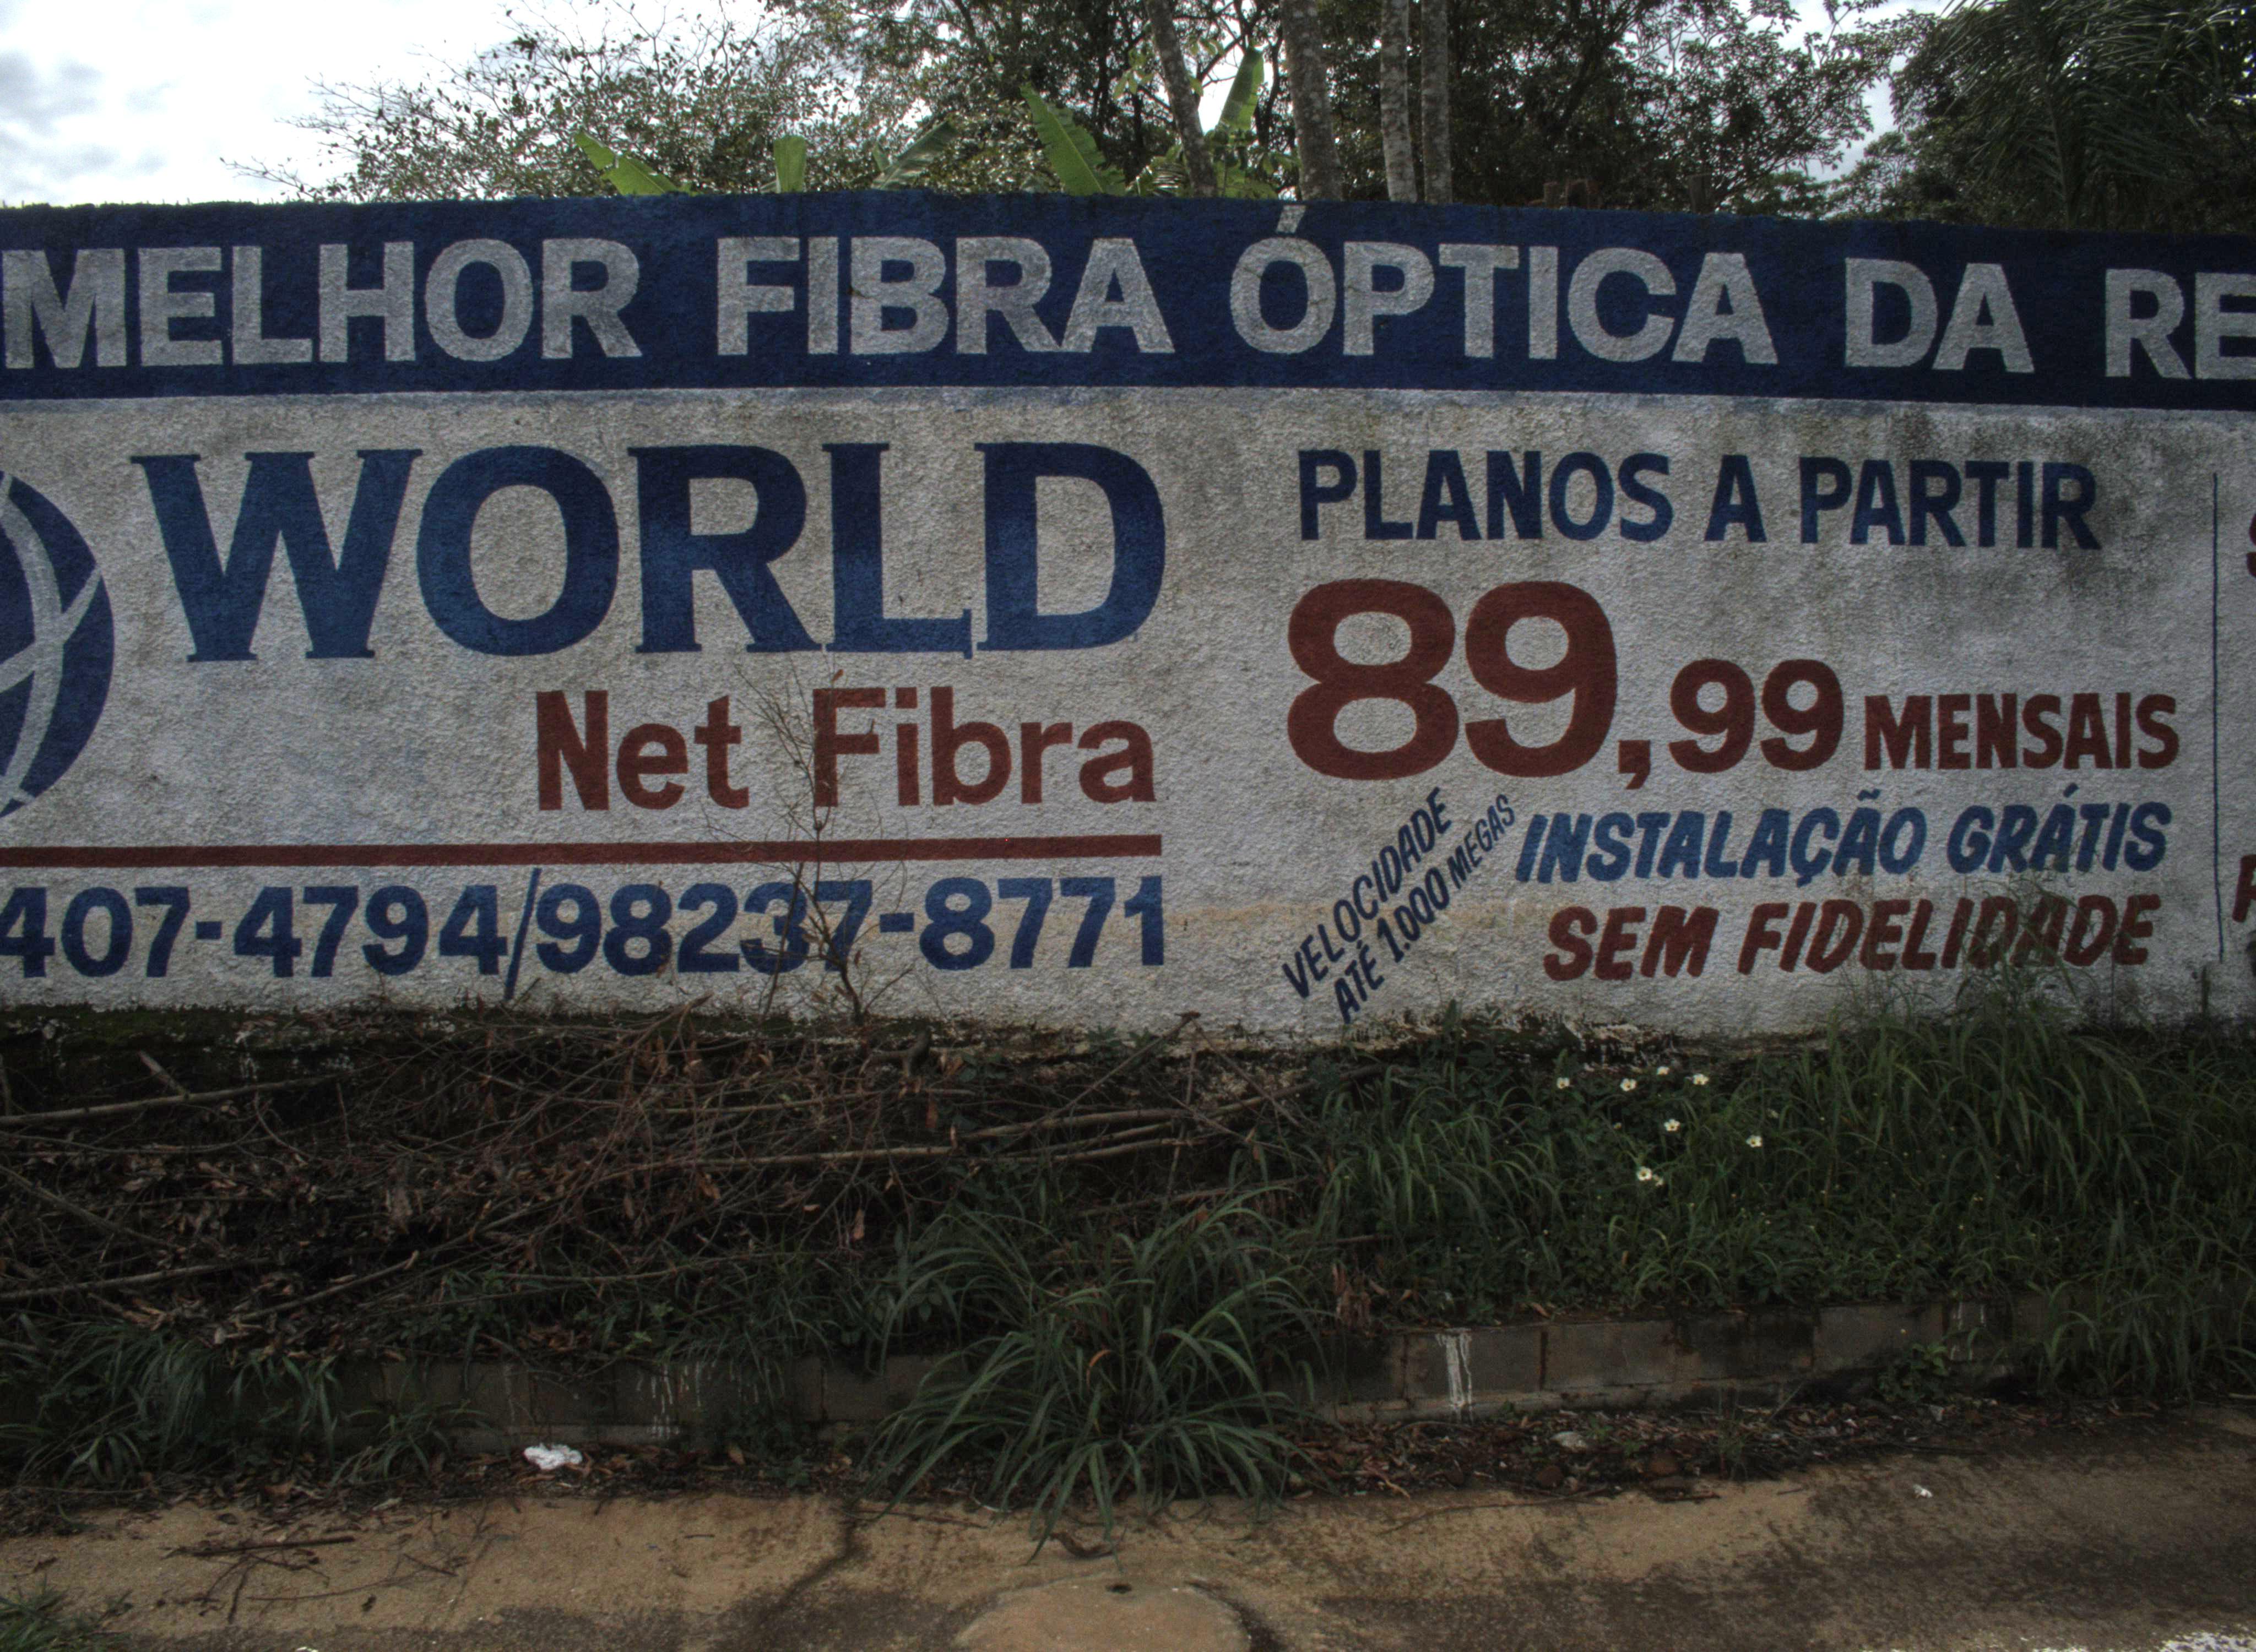 MELHOR FIBRA ÓPTICA DA RE
WORLD
Net Fibra
407-4794/98237-8771
PLANOS A PARTIR
89,99 MENSAIS
VELOCIDADE
ATÉ 1.000 MEGAS
INSTALAÇÃO GRÁTIS
SEM FIDELIDADE